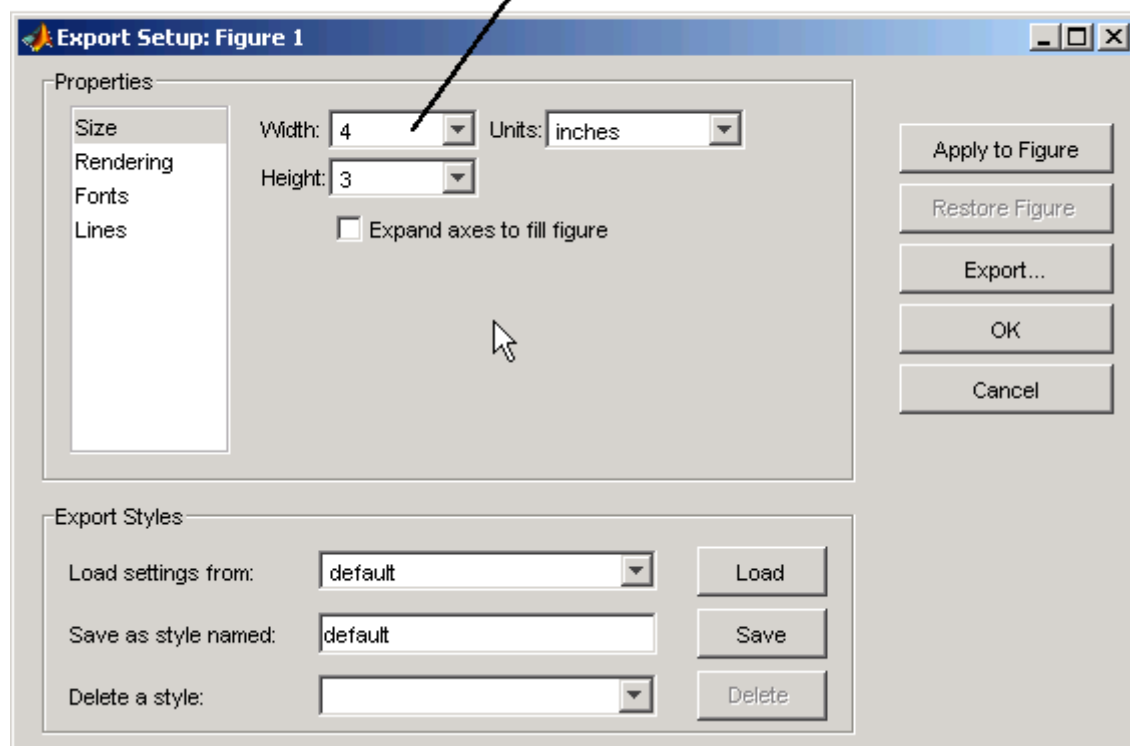 Export Setup: Figure 1
Properties
Size
Rendering
Fonts
Lines
Width: 4 Units: inches
Height: 3
Expand axes to fill figure
Apply to Figure
Restore Figure
Export...
OK
Cancel
Export Styles
Load settings from: default Load
Save as style named: default Save
Delete a style: Delete